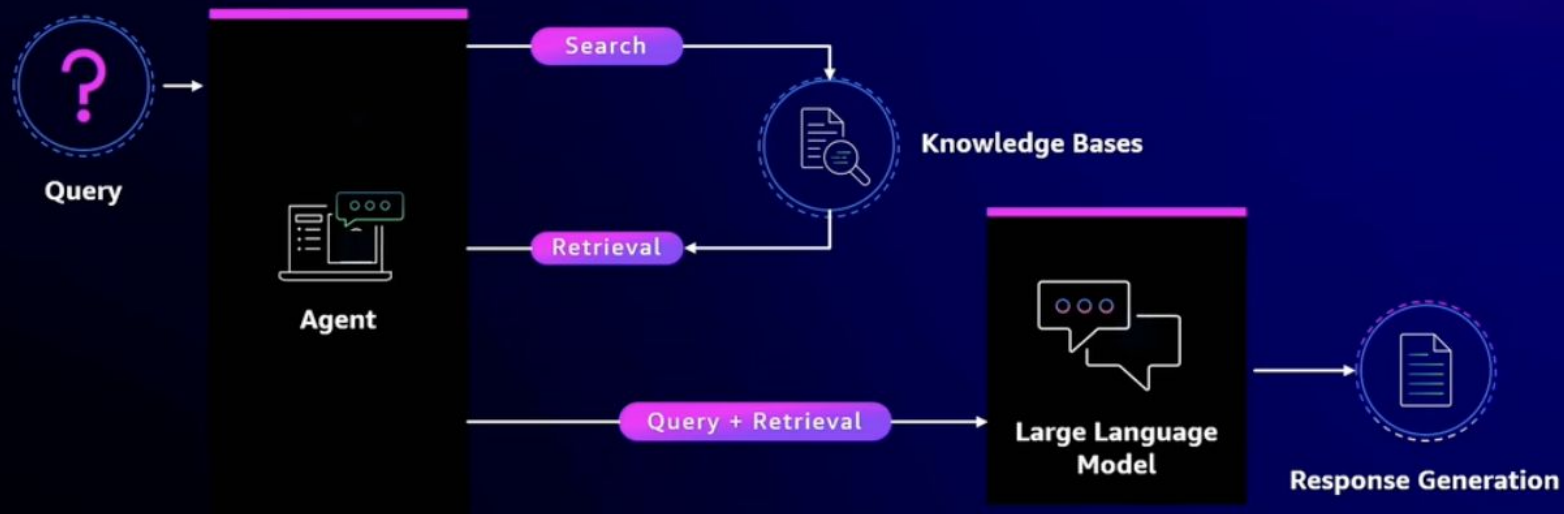 Search
Knowledge Bases
Query
Retrieval
Agent
Query + Retrieval
Large Language
Model
Response Generation